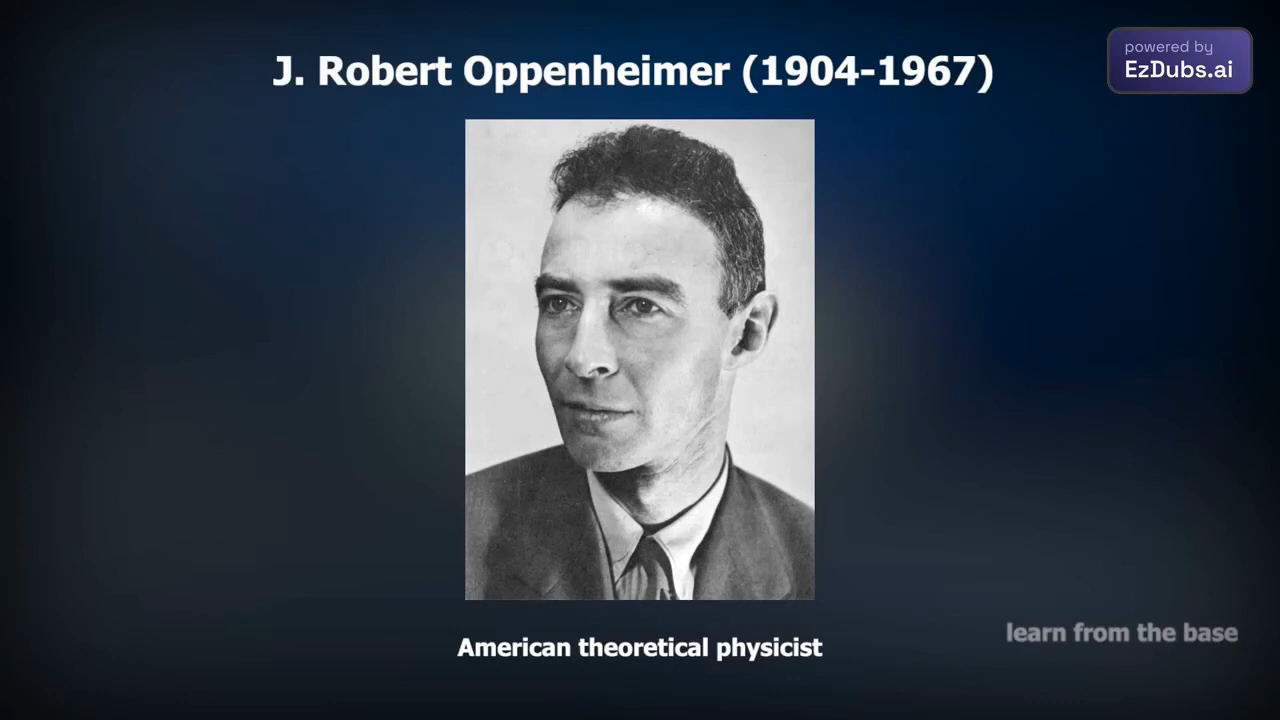 J. Robert Oppenheimer (1904-1967)
powered by
EzDubs.ai
American theoretical physicist
learn from the base